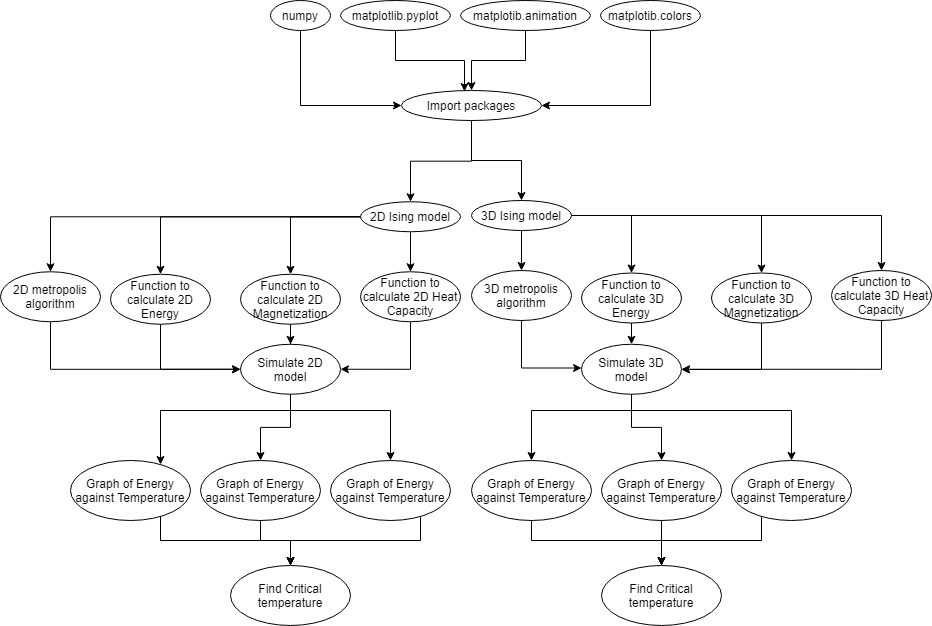 numpy
matplotlib.pyplot
matplotib.animation
matplotib.colors
Import packages
2D Ising model
3D Ising model
2D metropolis
algorithm
Function to
calculate 2D
Energy
Function to
calculate 2D
Magnetization
Function to
calculate 2D Heat
Capacity
3D metropolis
algorithm
Function to
calculate 3D
Energy
Function to
calculate 3D
Magnetization
Function to
calculate 3D Heat
Capacity
Simulate 2D
model
Simulate 3D
model
Graph of Energy
against Temperature
Graph of Energy
against Temperature
Graph of Energy
against Temperature
Graph of Energy
against Temperature
Graph of Energy
against Temperature
Graph of Energy
against Temperature
Find Critical
temperature
Find Critical
temperature